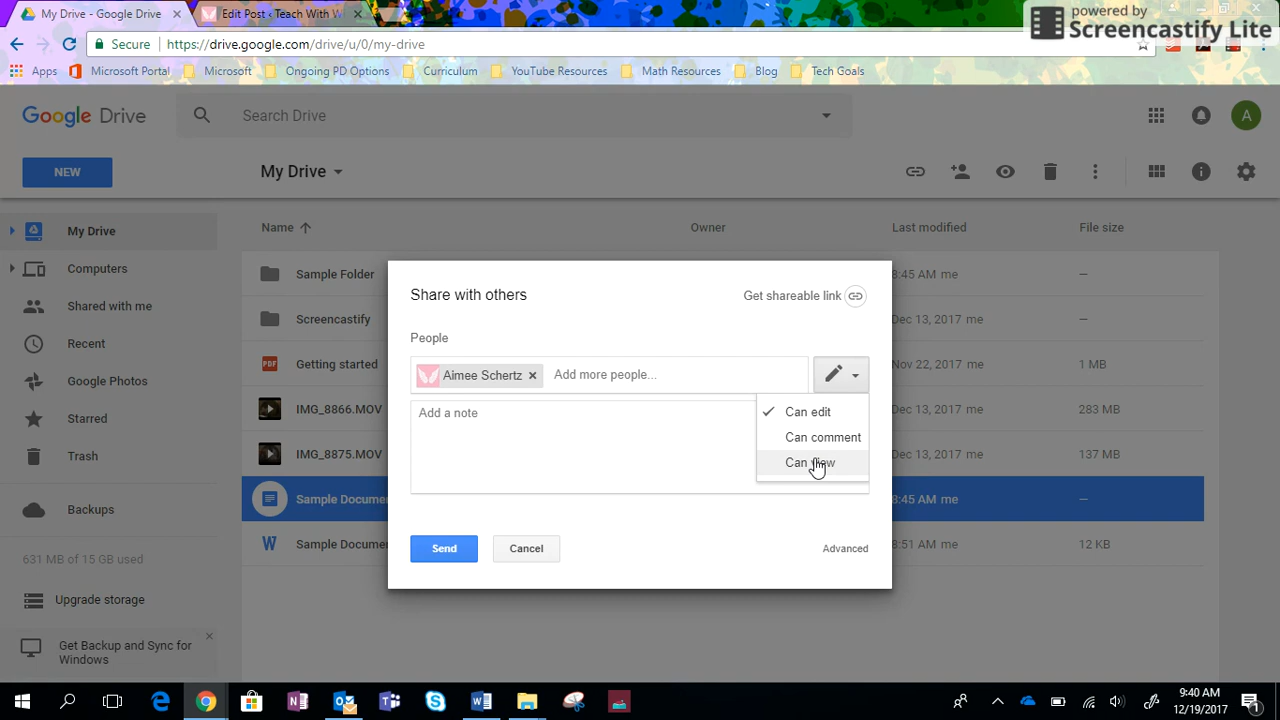 My Drive - Google Drive
Edit Post ‹ Teach With W
powered by
Screencastify Lite
Secure
https://drive.google.com/drive/u/0/my-drive
Apps
Microsoft Portal
Microsoft
Ongoing PD Options
Curriculum
YouTube Resources
Math Resources
Blog
Tech Goals
Google Drive
Search Drive
A
NEW
My Drive
Name
Owner
Last modified
File size
My Drive
Computers
Shared with me
Recent
Google Photos
Starred
Trash
Backups
631 MB of 15 GB used
Upgrade storage
Get Backup and Sync for
Windows
Sample Folder
8:45 AM me
–
Screencastify
Dec 13, 2017 me
–
PDF
Getting started
Nov 22, 2017 me
1 MB
IMG_8866.MOV
Dec 13, 2017 me
283 MB
IMG_8875.MOV
Dec 13, 2017 me
137 MB
Sample Docume
8:45 AM me
–
W
Sample Docume
8:51 AM me
12 KB
Share with others
Get shareable link
People
Aimee Schertz
Add more people...
Add a note
Can edit
Can comment
Can view
Send
Cancel
Advanced
9:40 AM
12/19/2017
1